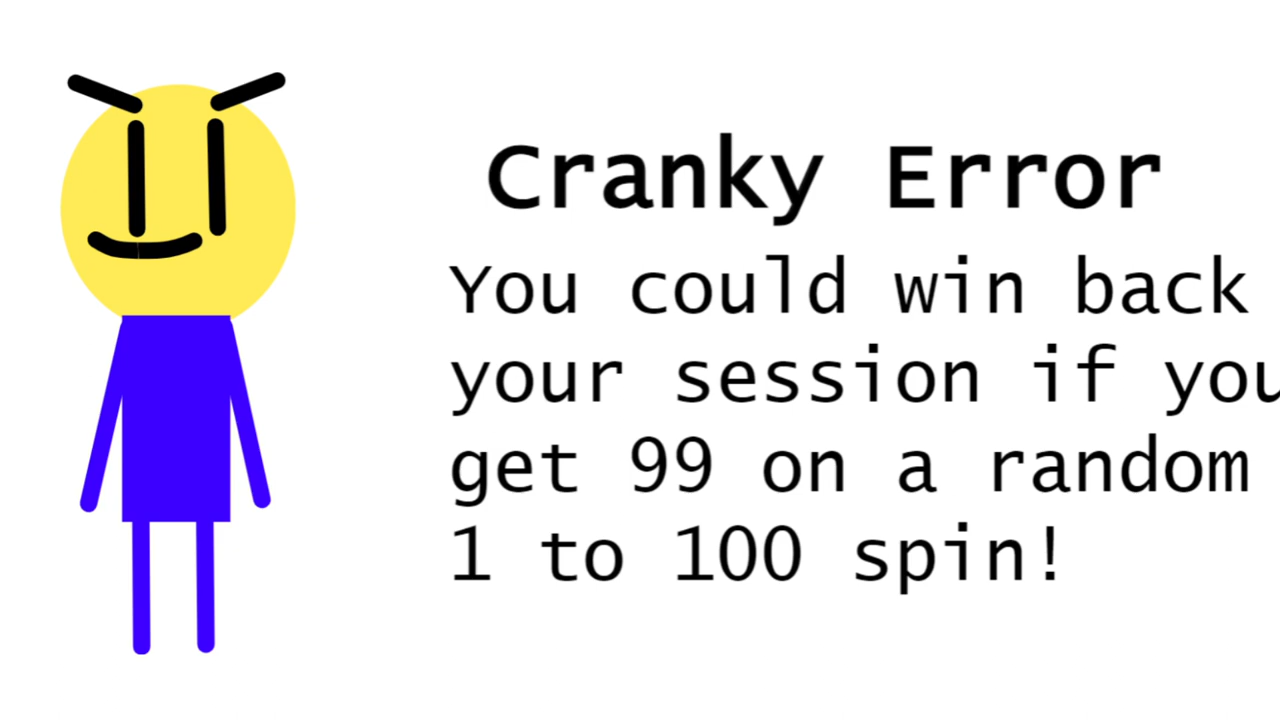 Cranky Error
You could win back
your session if you
get 99 on a random
1 to 100 spin!